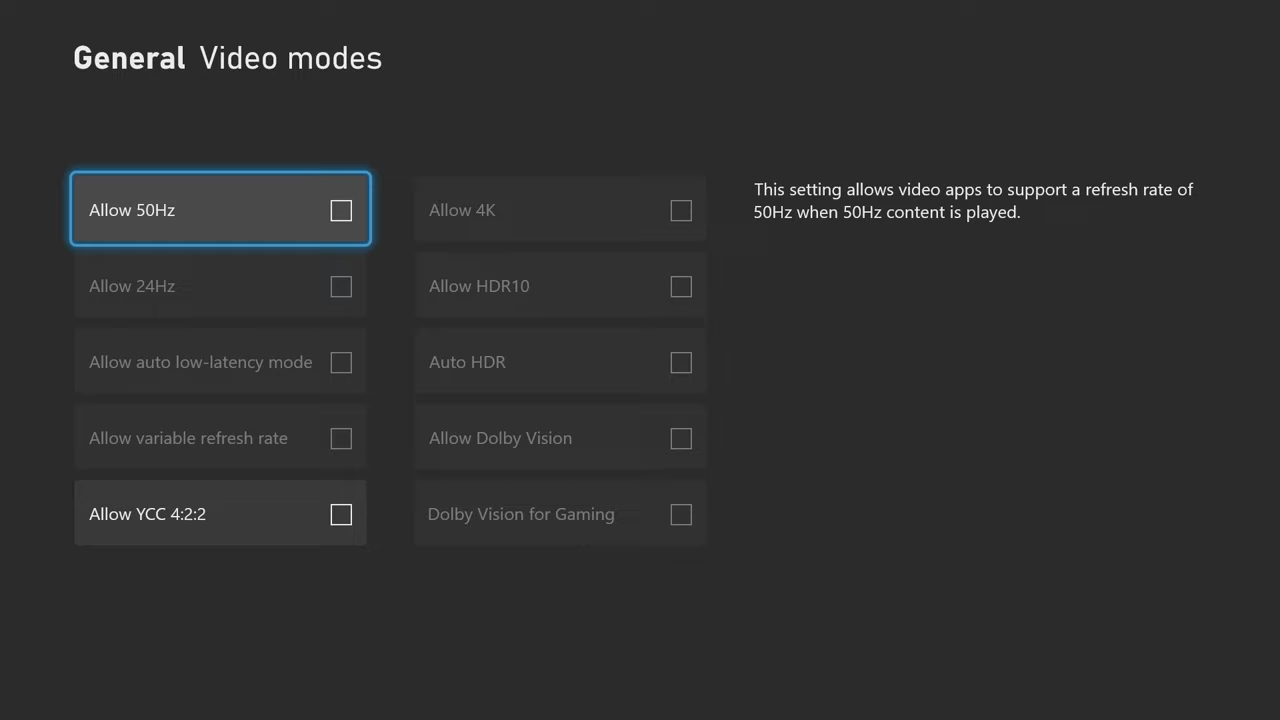 General Video modes
Allow 50Hz
Allow 24Hz
Allow auto low-latency mode
Allow variable refresh rate
Allow YCC 4:2:2
Allow 4K
Allow HDR10
Auto HDR
Allow Dolby Vision
Dolby Vision for Gaming
This setting allows video apps to support a refresh rate of
50Hz when 50Hz content is played.